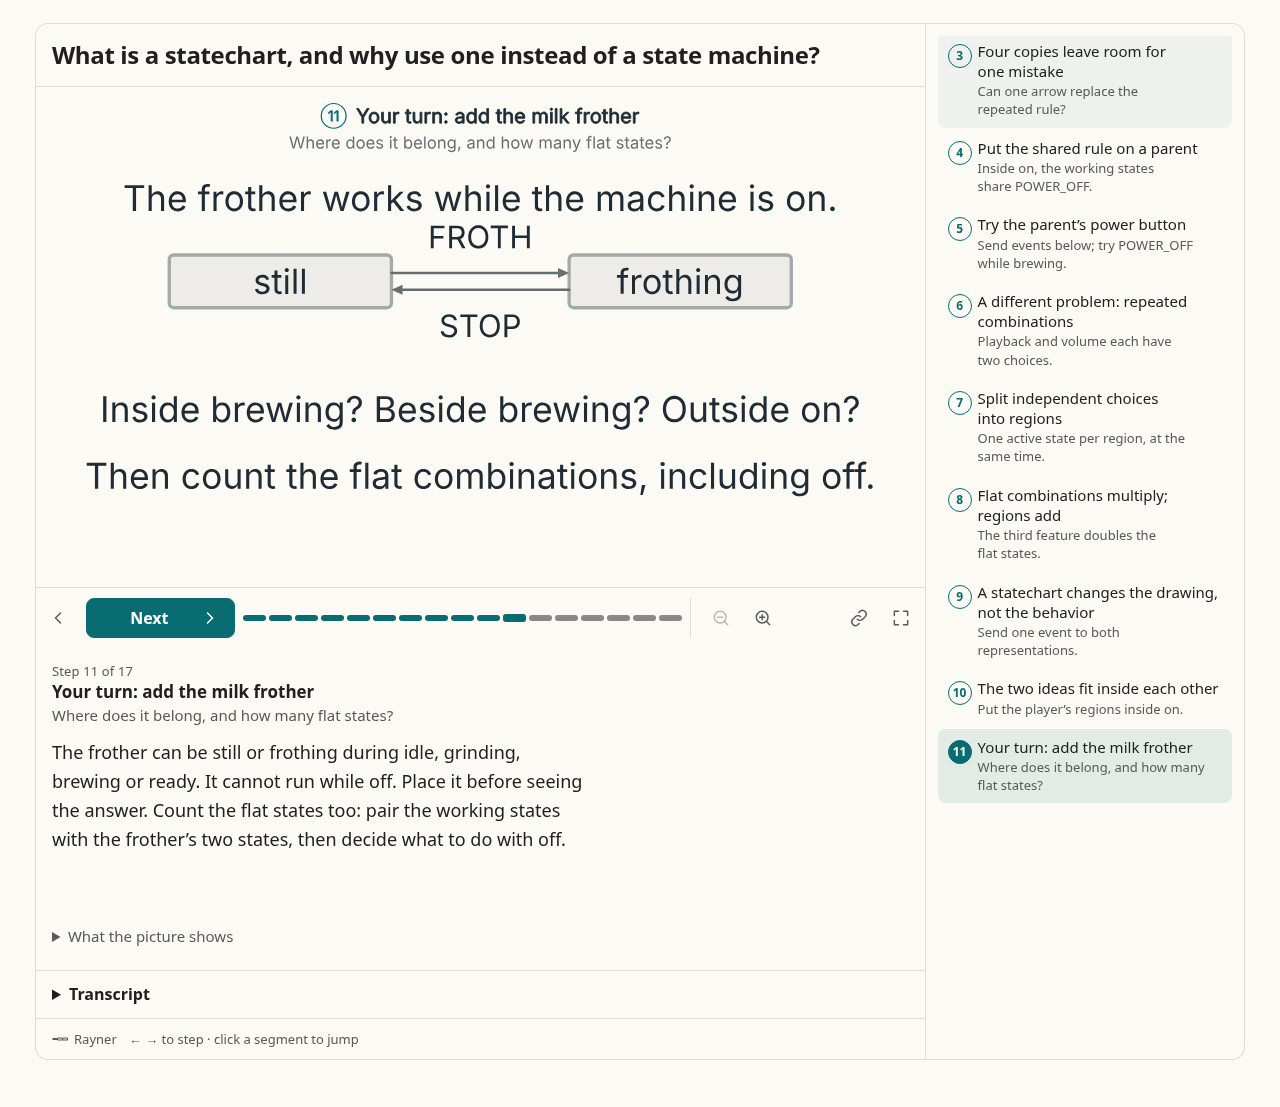 What is a statechart, and why use one instead of a state machine?
11 Your turn: add the milk frother
Where does it belong, and how many flat states?
The frother works while the machine is on.
FROTH
still
frothing
STOP
Inside brewing? Beside brewing? Outside on?
Then count the flat combinations, including off.
Next
Step 11 of 17
Your turn: add the milk frother
Where does it belong, and how many flat states?
The frother can be still or frothing during idle, grinding,
brewing or ready. It cannot run while off. Place it before seeing
the answer. Count the flat states too: pair the working states
with the frother’s two states, then decide what to do with off.
What the picture shows
Transcript
Rayner ← → to step · click a segment to jump
3 Four copies leave room for
one mistake
Can one arrow replace the
repeated rule?
4 Put the shared rule on a parent
Inside on, the working states
share POWER_OFF.
5 Try the parent’s power button
Send events below; try POWER_OFF
while brewing.
6 A different problem: repeated
combinations
Playback and volume each have
two choices.
7 Split independent choices
into regions
One active state per region, at the
same time.
8 Flat combinations multiply;
regions add
The third feature doubles the
flat states.
9 A statechart changes the drawing,
not the behavior
Send one event to both
representations.
10 The two ideas fit inside each other
Put the player’s regions inside on.
11 Your turn: add the milk frother
Where does it belong, and how many
flat states?